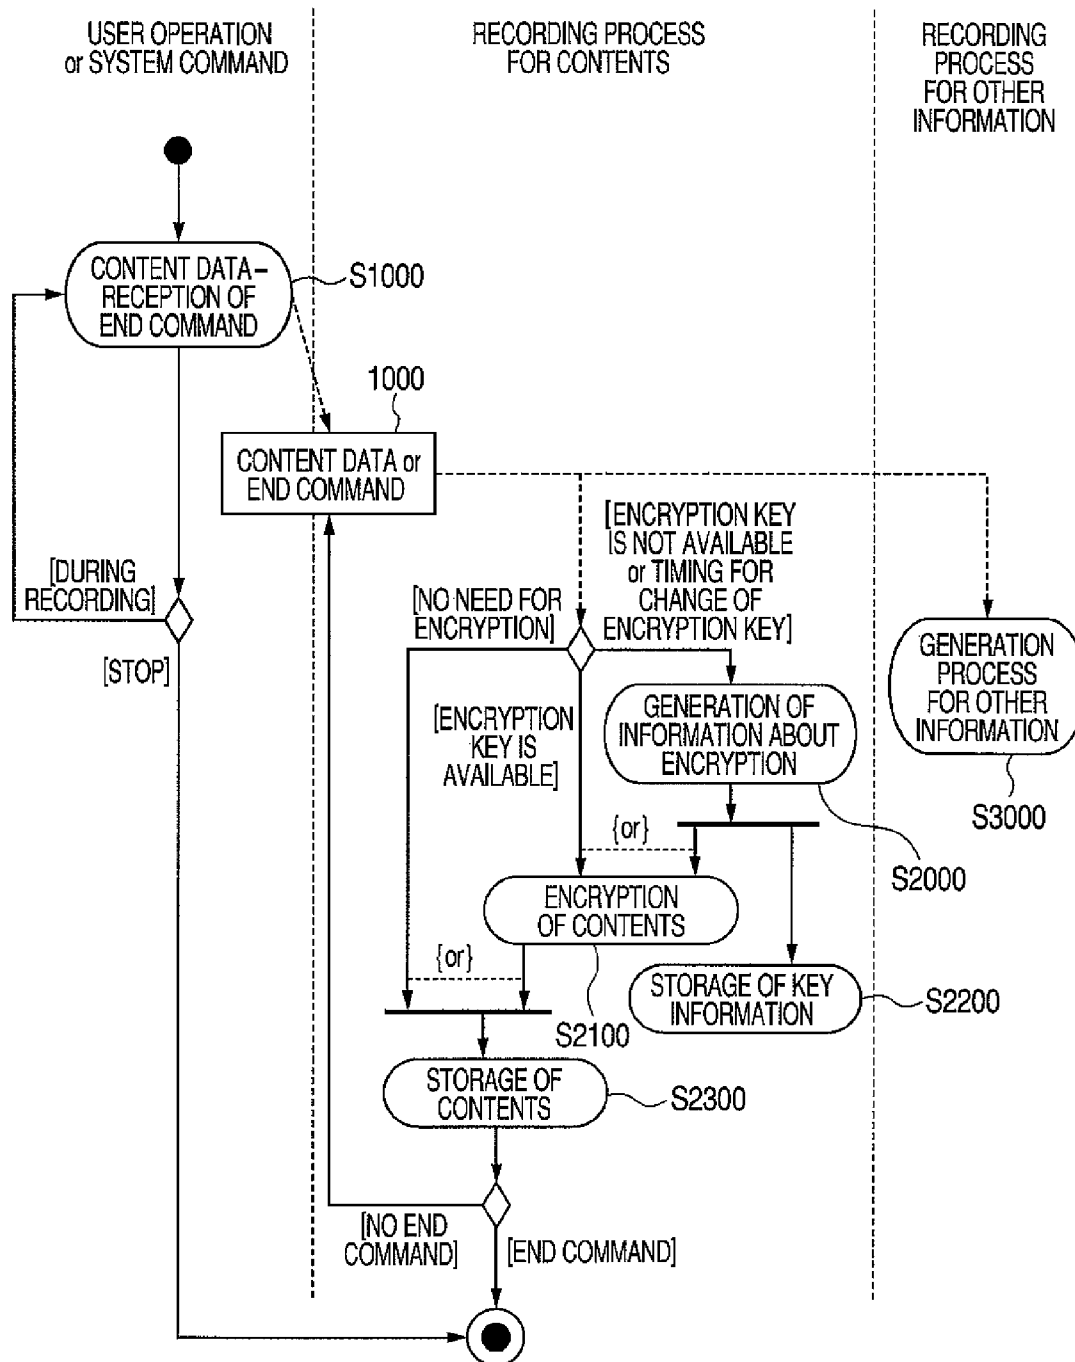 USER OPERATION
or SYSTEM COMMAND
RECORDING PROCESS
FOR CONTENTS
RECORDING
PROCESS
FOR OTHER
INFORMATION
CONTENT DATA–
RECEPTION OF
END COMMAND
S1000
1000
CONTENT DATA or
END COMMAND
[ENCRYPTION KEY
IS NOT AVAILABLE
or TIMING FOR
CHANGE OF
ENCRYPTION KEY]
[DURING
RECORDING]
[NO NEED FOR
ENCRYPTION]
[STOP]
[ENCRYPTION
KEY IS
AVAILABLE]
GENERATION OF
INFORMATION ABOUT
ENCRYPTION
GENERATION
PROCESS
FOR OTHER
INFORMATION
S3000
{or}
S2000
ENCRYPTION
OF CONTENTS
{or}
STORAGE OF KEY
INFORMATION
S2200
S2100
STORAGE OF
CONTENTS
S2300
[NO END
COMMAND]
[END COMMAND]